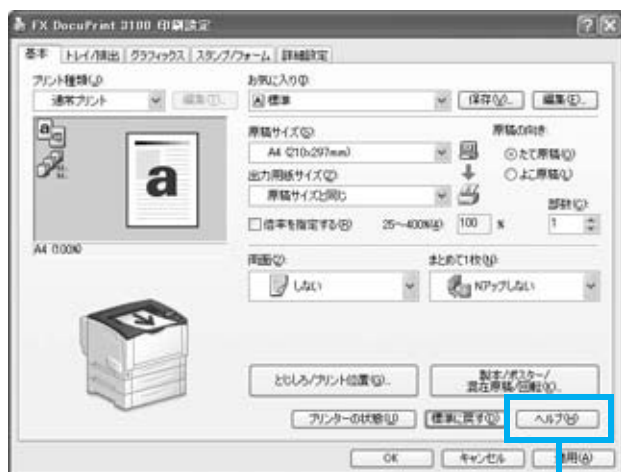 FX DocuPrint 3100 印刷設定
基本 トレイ/排出 グラフィックス スタンプ/フォーム 詳細設定
プリント種類(J)
通常プリント 編集(T)...
お気に入り(I)
標準 保存(V)... 編集(E)...
原稿サイズ(S)
A4 (210x297mm)
原稿の向き
たて原稿(O)
よこ原稿(L)
出力用紙サイズ(Z)
原稿サイズと同じ
倍率を指定する(R) 25～400%(4) 100 %
部数(C)
1
a
a
A4 (100%)
両面(2)
しない
まとめて1枚(N)
Nアップしない
とじしろ/プリント位置(G)...
製本/ポスター/
混在原稿/回転(K)...
プリンターの状態(U) 標準に戻す(D) ヘルプ(H)
OK キャンセル 適用(A)